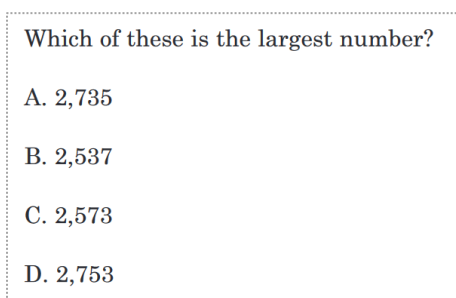 Which of these is the largest number?
A. 2,735
B. 2,537
C. 2,573
D. 2,753